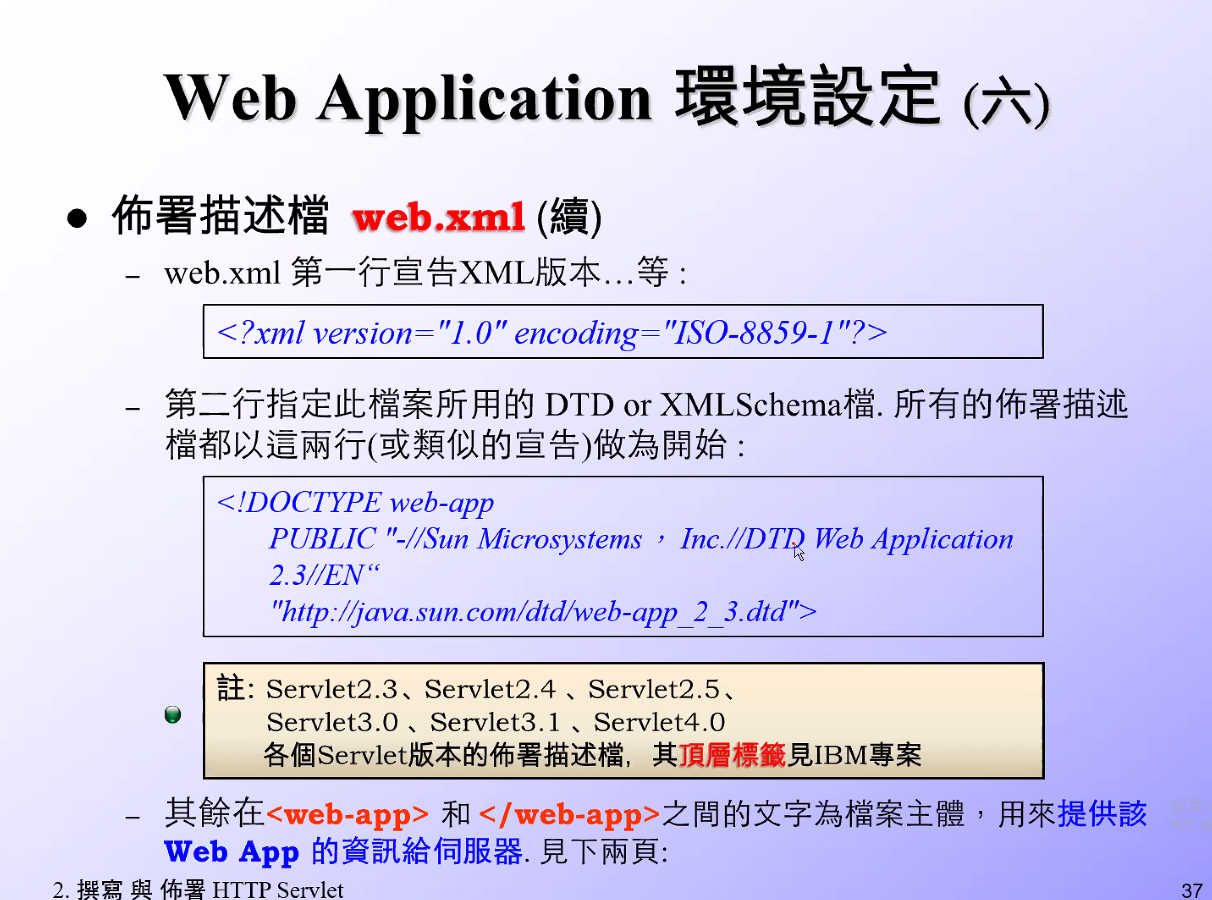 Web Application 環境設定 (六)
● 佈署描述檔 web.xml (續)
– web.xml 第一行宣告XML版本…等 :
<?xml version="1.0" encoding="ISO-8859-1"?>
– 第二行指定此檔案所用的 DTD or XMLSchema檔. 所有的佈署描述
檔都以這兩行(或類似的宣告)做為開始 :
<!DOCTYPE web-app
PUBLIC "-//Sun Microsystems，Inc.//DTD Web Application
2.3//EN“
"http://java.sun.com/dtd/web-app_2_3.dtd">
註: Servlet2.3、Servlet2.4 、Servlet2.5、
Servlet3.0 、Servlet3.1 、Servlet4.0
各個Servlet版本的佈署描述檔, 其頂層標籤見IBM專案
– 其餘在<web-app> 和 </web-app>之間的文字為檔案主體，用來提供該
Web App 的資訊給伺服器. 見下兩頁:
2. 撰寫 與 佈署 HTTP Servlet
37